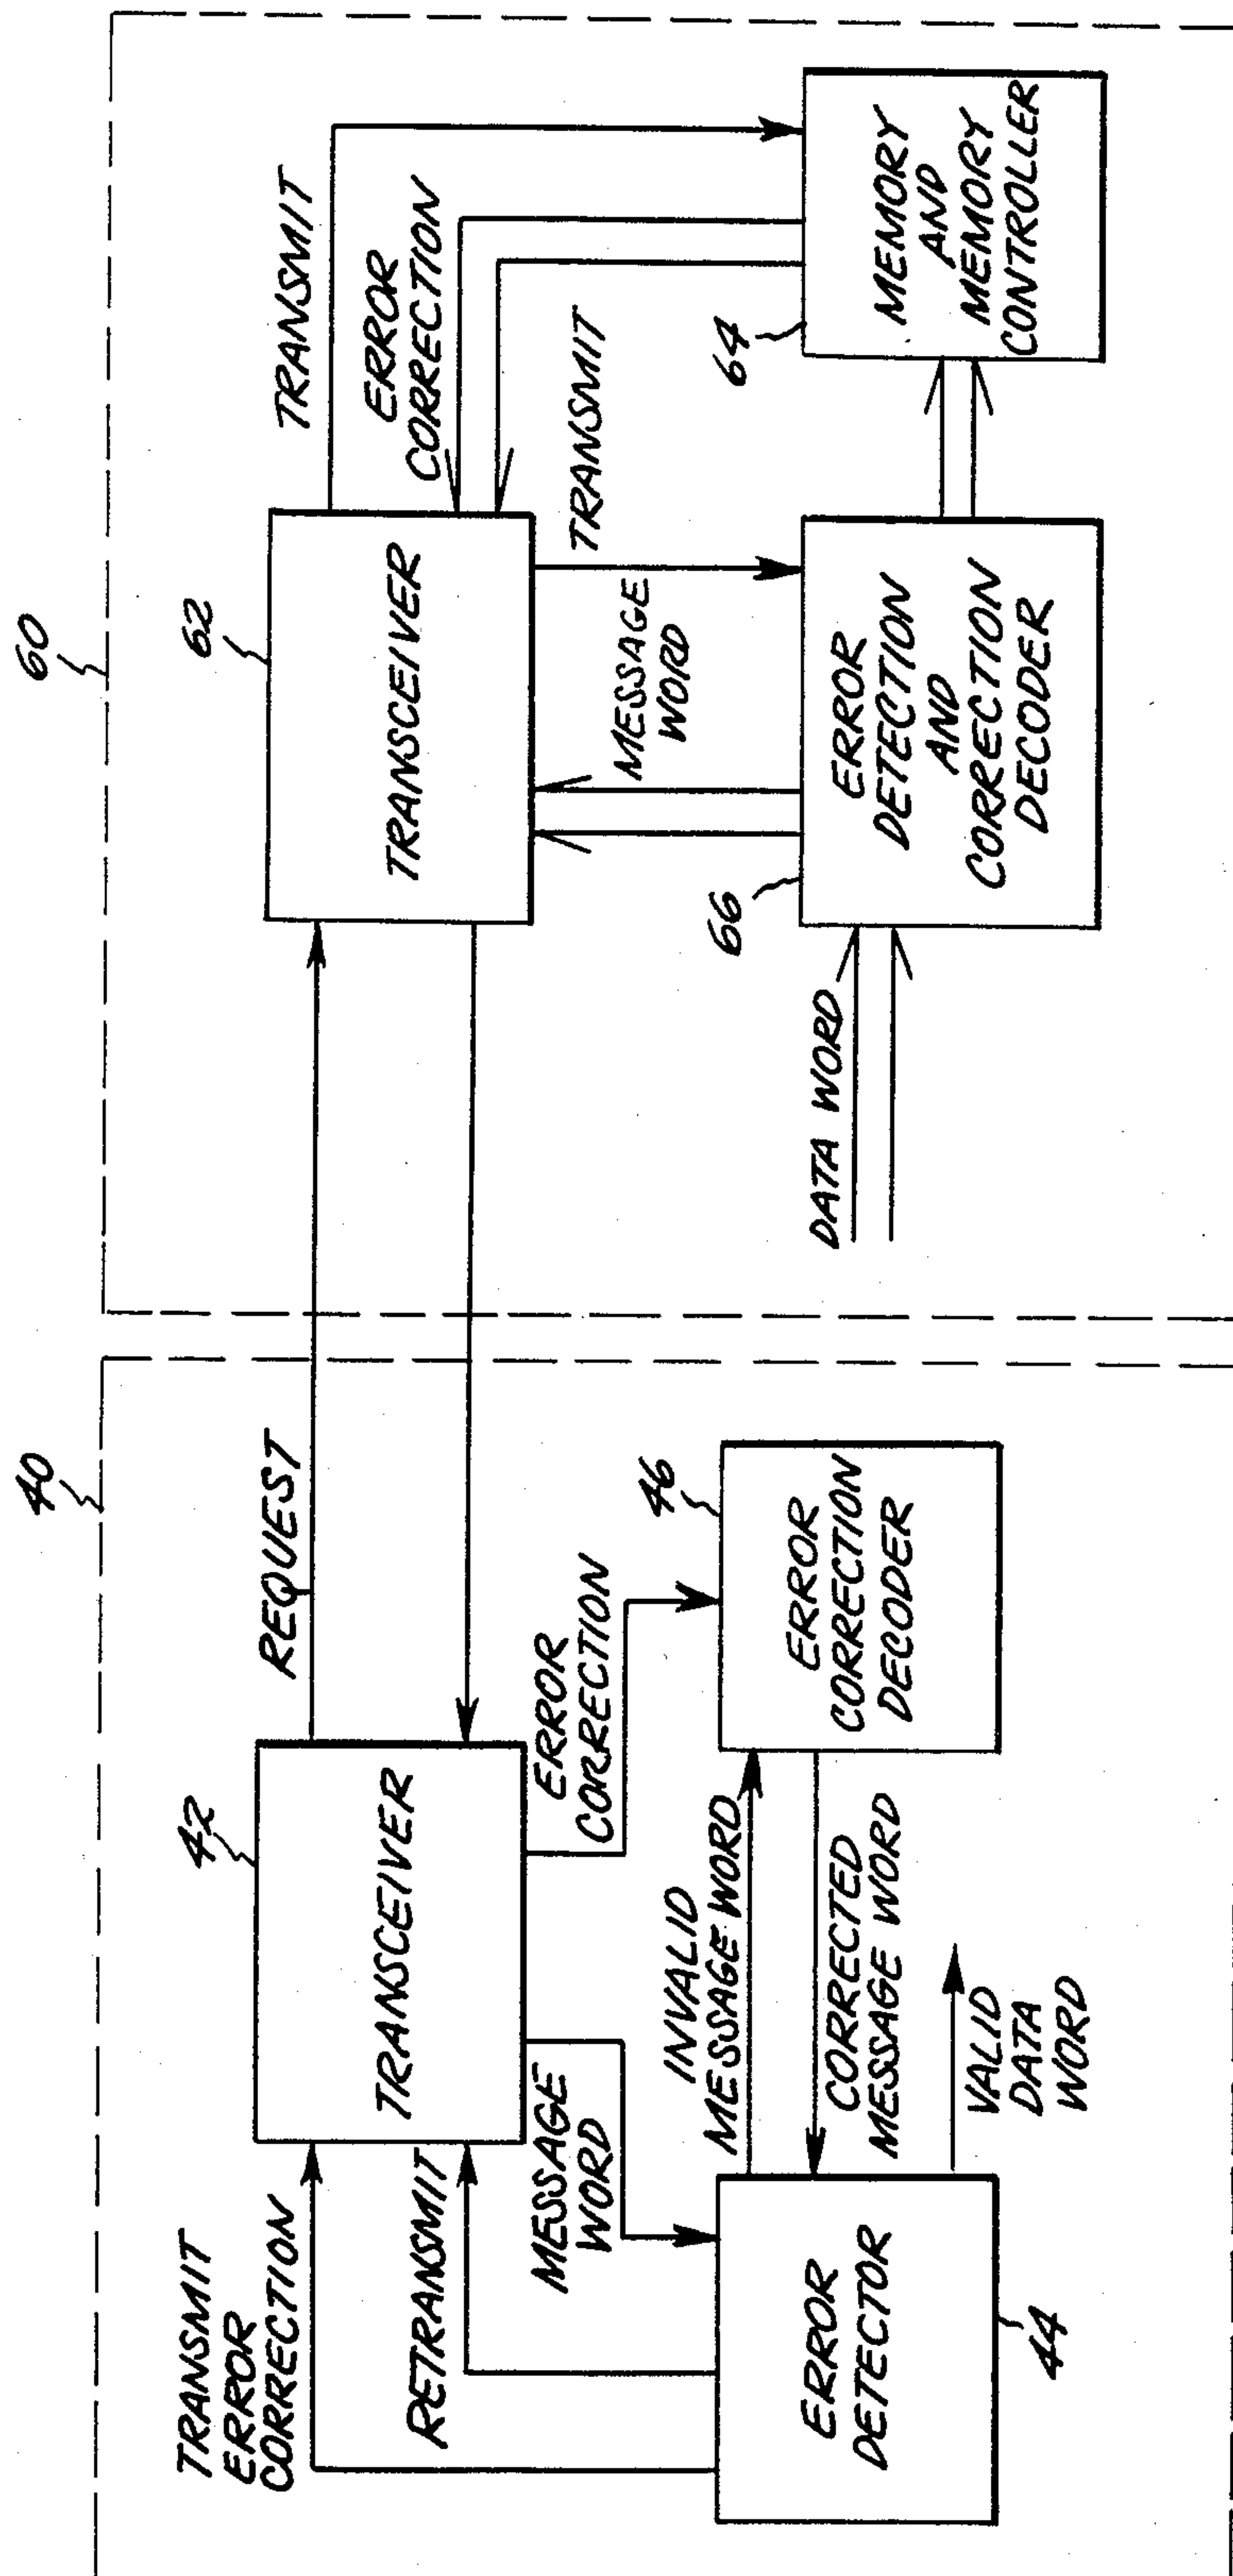 40
REQUEST
42
TRANSCEIVER
TRANSMIT
ERROR
CORRECTION
RETRANSMIT
MESSAGE
WORD
ERROR
CORRECTION
46
ERROR
CORRECTION
DECODER
INVALID
MESSAGE WORD
CORRECTED
MESSAGE WORD
VALID
DATA
WORD
ERROR
DETECTOR
44
60
62
TRANSCEIVER
TRANSMIT
ERROR
CORRECTION
TRANSMIT
MESSAGE
WORD
64
MEMORY
AND
MEMORY
CONTROLLER
66
ERROR
DETECTION
AND
CORRECTION
DECODER
DATA WORD